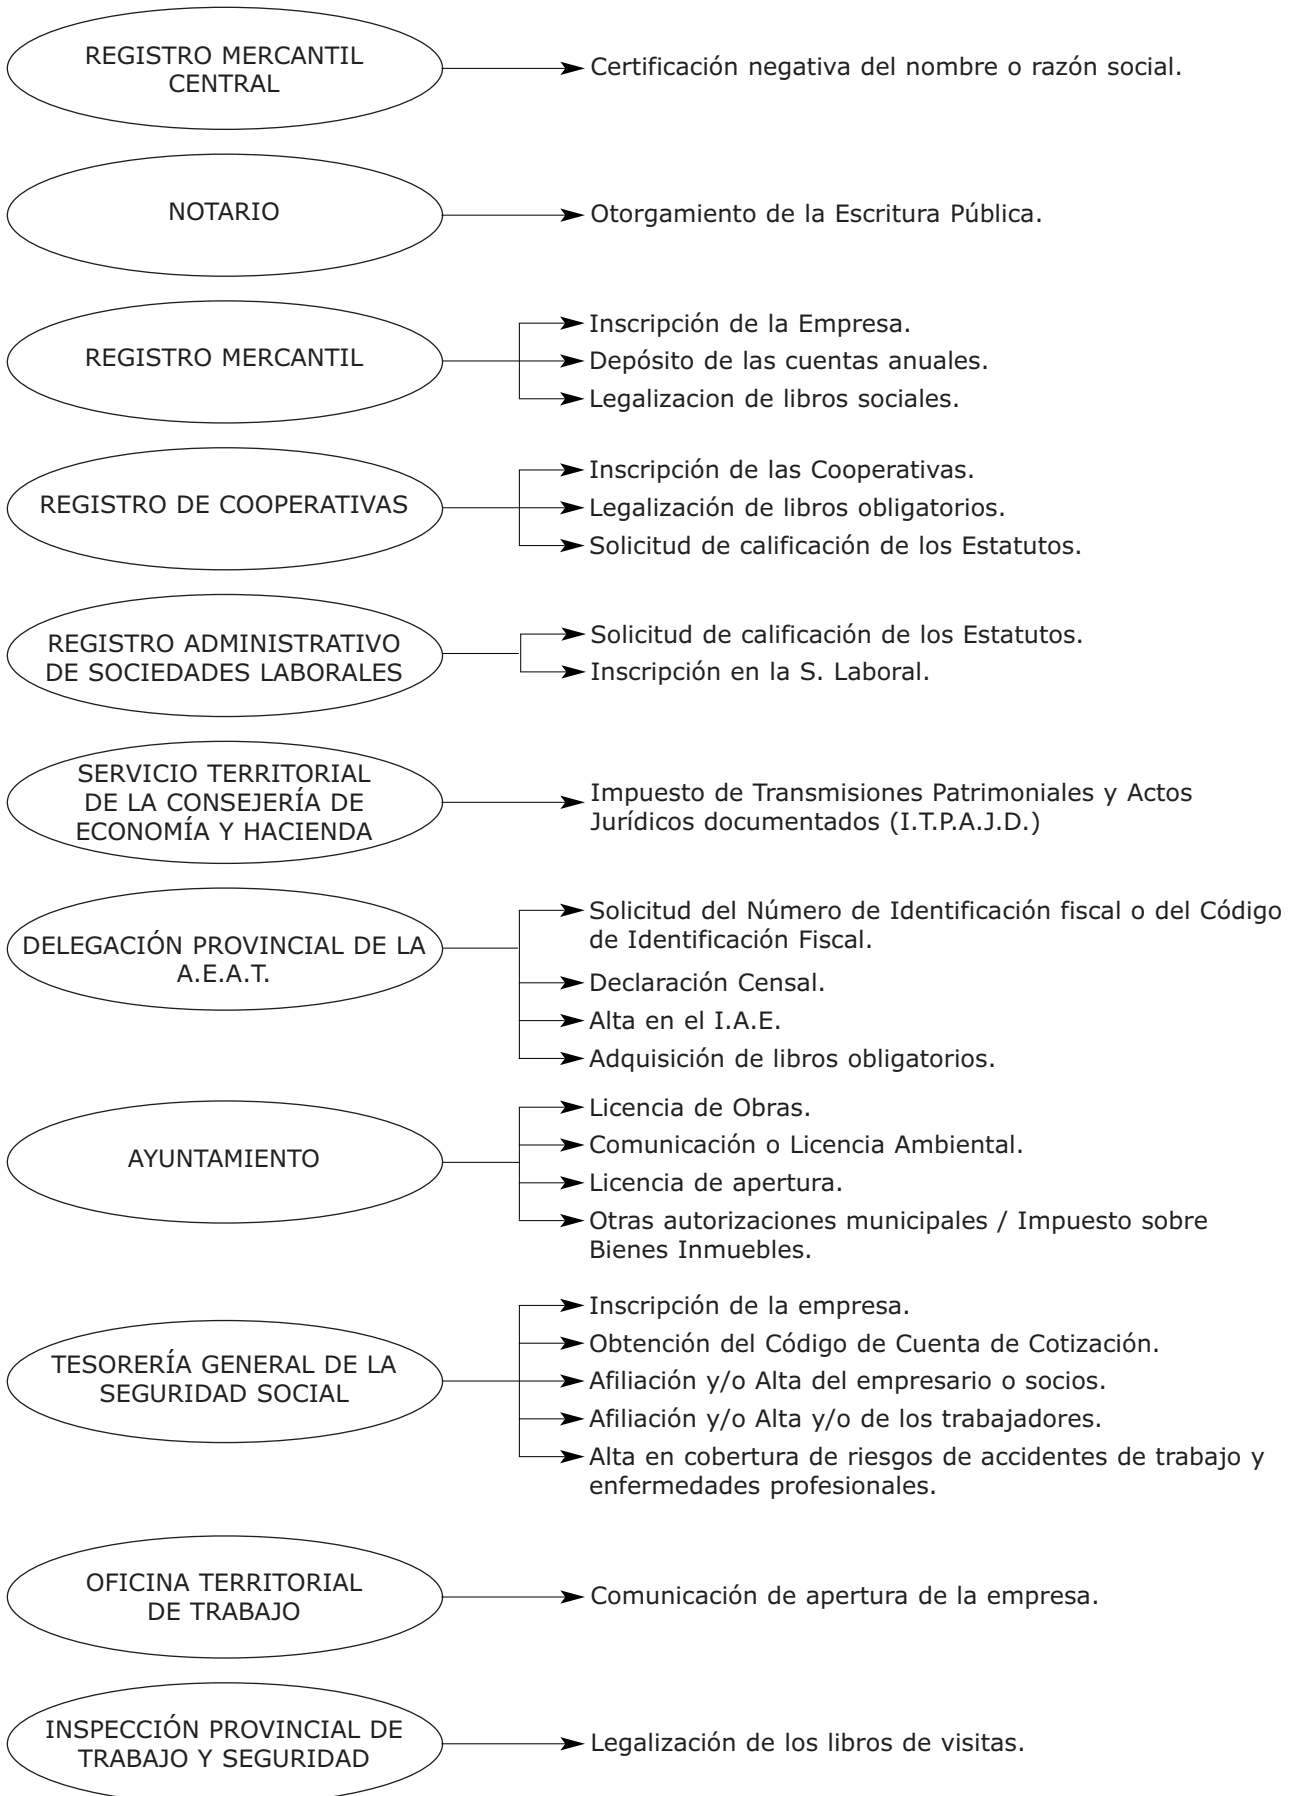 REGISTRO MERCANTIL
CENTRAL
Certificación negativa del nombre o razón social.
NOTARIO
Otorgamiento de la Escritura Pública.
REGISTRO MERCANTIL
Inscripción de la Empresa.
Depósito de las cuentas anuales.
Legalizacion de libros sociales.
REGISTRO DE COOPERATIVAS
Inscripción de las Cooperativas.
Legalización de libros obligatorios.
Solicitud de calificación de los Estatutos.
REGISTRO ADMINISTRATIVO
DE SOCIEDADES LABORALES
Solicitud de calificación de los Estatutos.
Inscripción en la S. Laboral.
SERVICIO TERRITORIAL
DE LA CONSEJERÍA DE
ECONOMÍA Y HACIENDA
Impuesto de Transmisiones Patrimoniales y Actos
Jurídicos documentados (I.T.P.A.J.D.)
DELEGACIÓN PROVINCIAL DE LA
A.E.A.T.
Solicitud del Número de Identificación fiscal o del Código
de Identificación Fiscal.
Declaración Censal.
Alta en el I.A.E.
Adquisición de libros obligatorios.
AYUNTAMIENTO
Licencia de Obras.
Comunicación o Licencia Ambiental.
Licencia de apertura.
Otras autorizaciones municipales / Impuesto sobre
Bienes Inmuebles.
TESORERÍA GENERAL DE LA
SEGURIDAD SOCIAL
Inscripción de la empresa.
Obtención del Código de Cuenta de Cotización.
Afiliación y/o Alta del empresario o socios.
Afiliación y/o Alta y/o de los trabajadores.
Alta en cobertura de riesgos de accidentes de trabajo y
enfermedades profesionales.
OFICINA TERRITORIAL
DE TRABAJO
Comunicación de apertura de la empresa.
INSPECCIÓN PROVINCIAL DE
TRABAJO Y SEGURIDAD
Legalización de los libros de visitas.